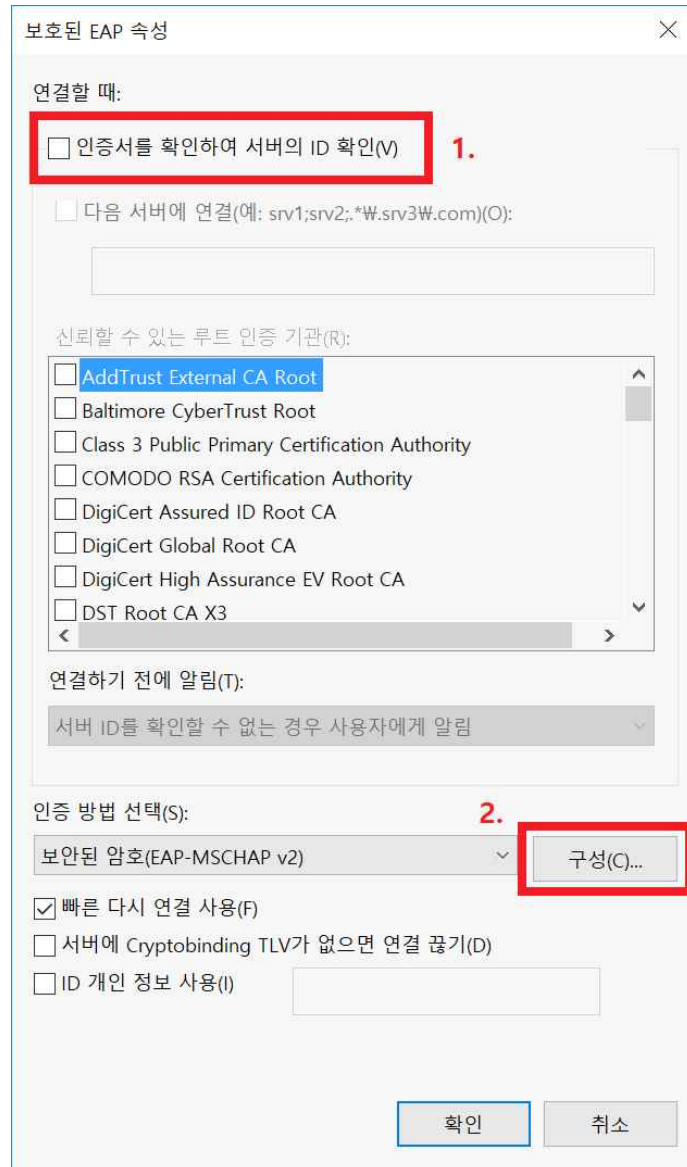 보호된 EAP 속성
연결할 때:
인증서를 확인하여 서버의 ID 확인(V)
1.
다음 서버에 연결(예: srv1;srv2;.*₩.srv3₩.com)(O):
신뢰할 수 있는 루트 인증 기관(R):
AddTrust External CA Root
Baltimore CyberTrust Root
Class 3 Public Primary Certification Authority
COMODO RSA Certification Authority
DigiCert Assured ID Root CA
DigiCert Global Root CA
DigiCert High Assurance EV Root CA
DST Root CA X3
연결하기 전에 알림(T):
서버 ID를 확인할 수 없는 경우 사용자에게 알림
인증 방법 선택(S):
2.
보안된 암호(EAP-MSCHAP v2)
구성(C)...
빠른 다시 연결 사용(F)
서버에 Cryptobinding TLV가 없으면 연결 끊기(D)
ID 개인 정보 사용(I)
확인
취소